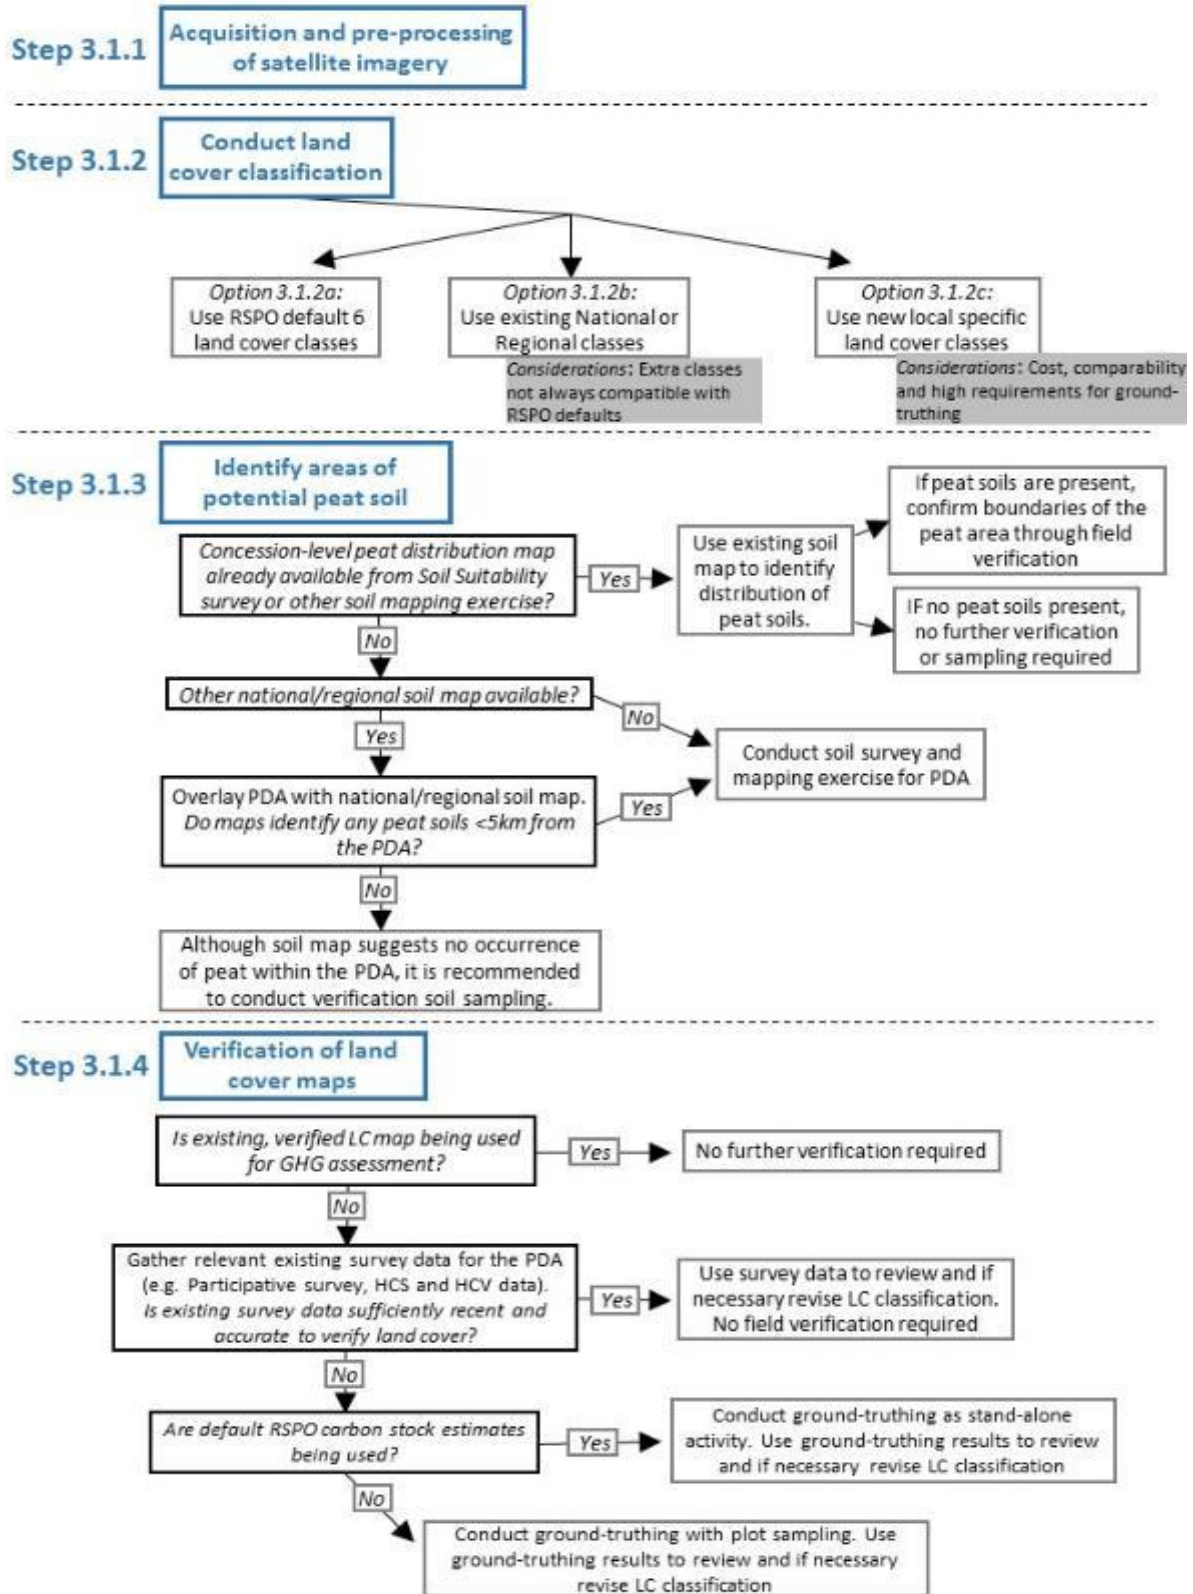 Step 3.1.1
Acquisition and pre-processing
of satellite imagery
Step 3.1.2
Conduct land
cover classification
Option 3.1.2a:
Use RSPO default 6
land cover classes
Option 3.1.2b:
Use existing National or
Regional classes
Considerations: Extra classes
not always compatible with
RSPO defaults
Option 3.1.2c:
Use new local specific
land cover classes
Considerations: Cost, comparability
and high requirements for ground-
truthing
Step 3.1.3
Identify areas of
potential peat soil
Concession-level peat distribution map
already available from Soil Suitability
survey or other soil mapping exercise?
Yes
Use existing soil
map to identify
distribution of
peat soils.
If peat soils are present,
confirm boundaries of the
peat area through field
verification
IF no peat soils present,
no further verification
or sampling required
No
Other national/regional soil map available?
No
Yes
Conduct soil survey and
mapping exercise for PDA
Overlay PDA with national/regional soil map.
Do maps identify any peat soils <5km from
the PDA?
Yes
No
Although soil map suggests no occurrence
of peat within the PDA, it is recommended
to conduct verification soil sampling.
Step 3.1.4
Verification of land
cover maps
Is existing, verified LC map being used
for GHG assessment?
Yes
No further verification required
No
Gather relevant existing survey data for the PDA
(e.g. Participative survey, HCS and HCV data).
Is existing survey data sufficiently recent and
accurate to verify land cover?
Yes
Use survey data to review and if
necessary revise LC classification.
No field verification required
No
Are default RSPO carbon stock estimates
being used?
Yes
Conduct ground-truthing as stand-alone
activity. Use ground-truthing results to review
and if necessary revise LC classification
No
Conduct ground-truthing with plot sampling. Use
ground-truthing results to review and if necessary
revise LC classification